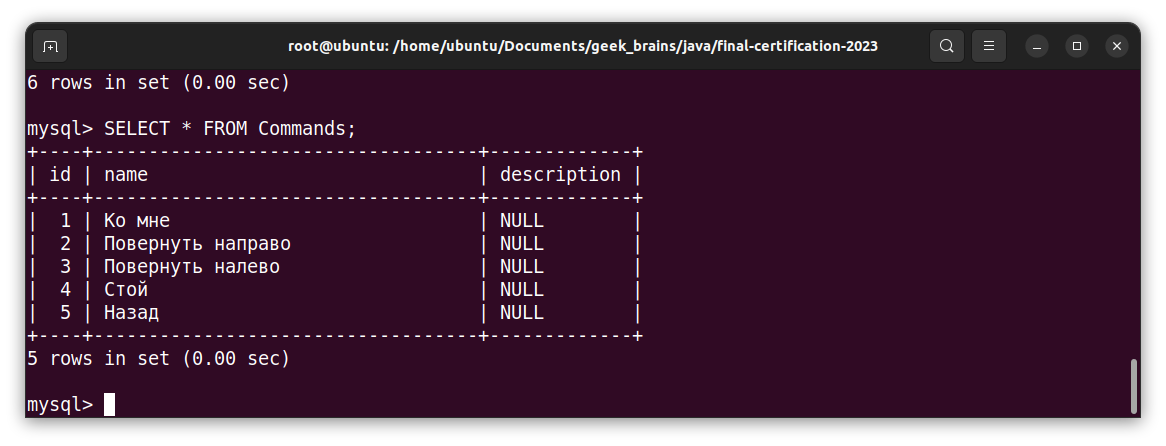 root@ubuntu: /home/ubuntu/Documents/geek_brains/java/final-certification-2023
6 rows in set (0.00 sec)
mysql> SELECT * FROM Commands;
+----+-----------------------------------+-------------+
| id | name                              | description |
+----+-----------------------------------+-------------+
|  1 | Ко мне                            | NULL        |
|  2 | Повернуть направо                 | NULL        |
|  3 | Повернуть налево                  | NULL        |
|  4 | Стой                              | NULL        |
|  5 | Назад                             | NULL        |
+----+-----------------------------------+-------------+
5 rows in set (0.00 sec)
mysql>